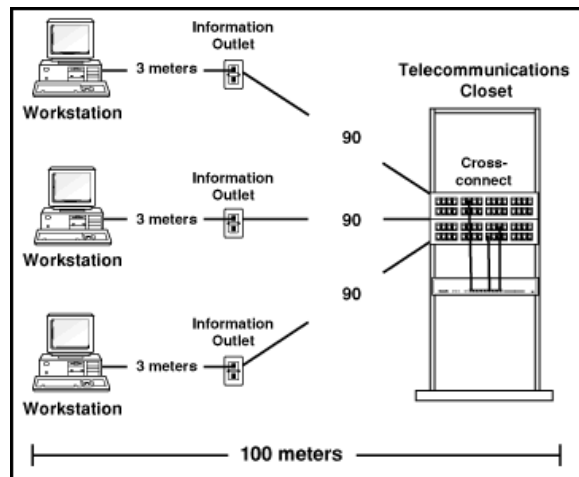 Information
Outlet
3 meters
Workstation
Telecommunications
Closet
90
Cross-
connect
Information
Outlet
3 meters
90
Workstation
90
Information
Outlet
3 meters
Workstation
100 meters